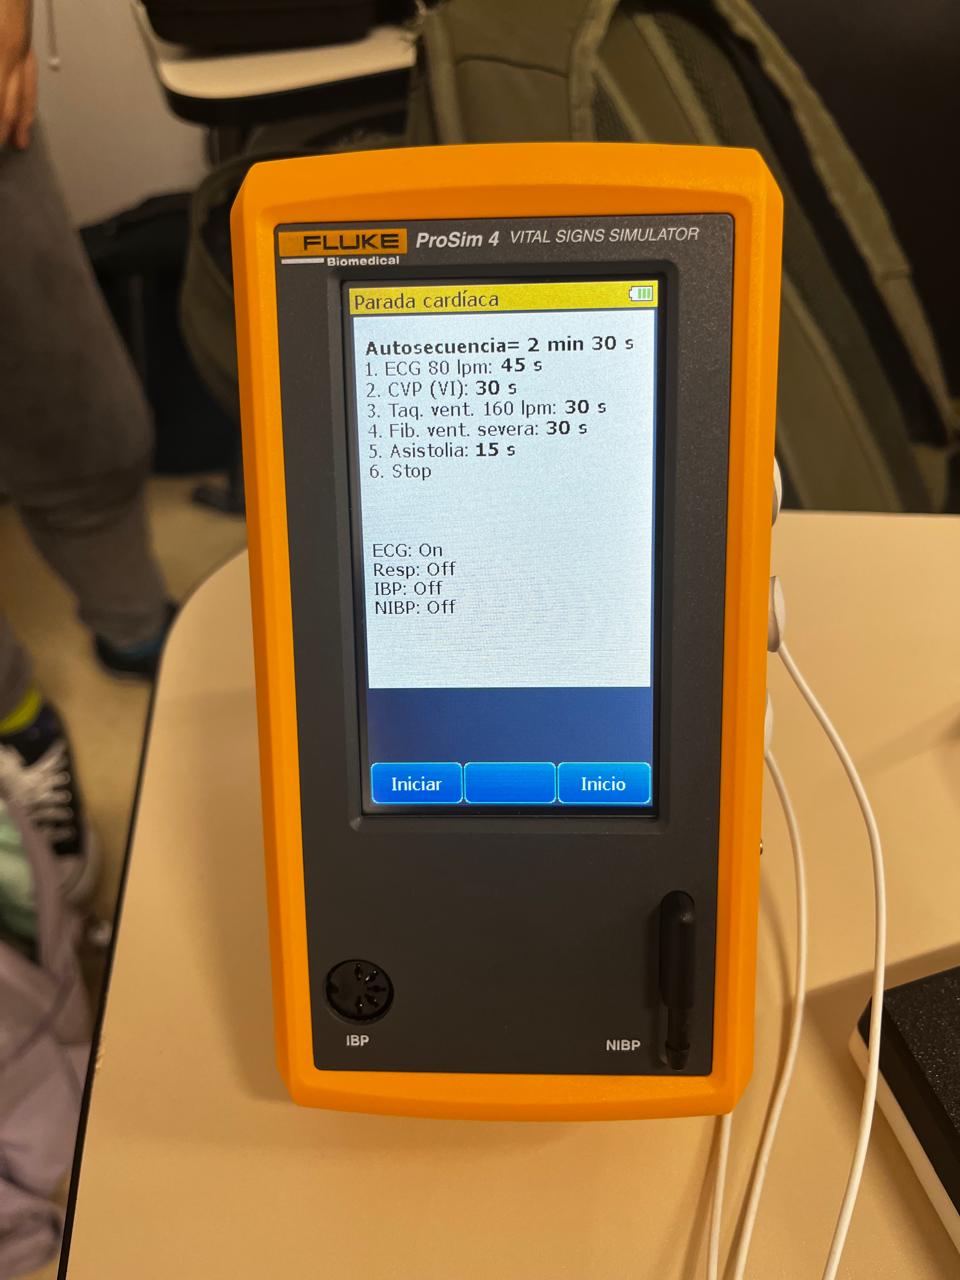 FLUKE
Biomedical
ProSim 4 VITAL SIGNS SIMULATOR
Parada cardíaca
Autosecuencia= 2 min 30 s
1. ECG 80 lpm: 45 s
2. CVP (VI): 30 s
3. Taq. vent. 160 lpm: 30 s
4. Fib. vent. severa: 30 s
5. Asistolia: 15 s
6. Stop
ECG: On
Resp: Off
IBP: Off
NIBP: Off
Iniciar
Inicio
IBP
NIBP